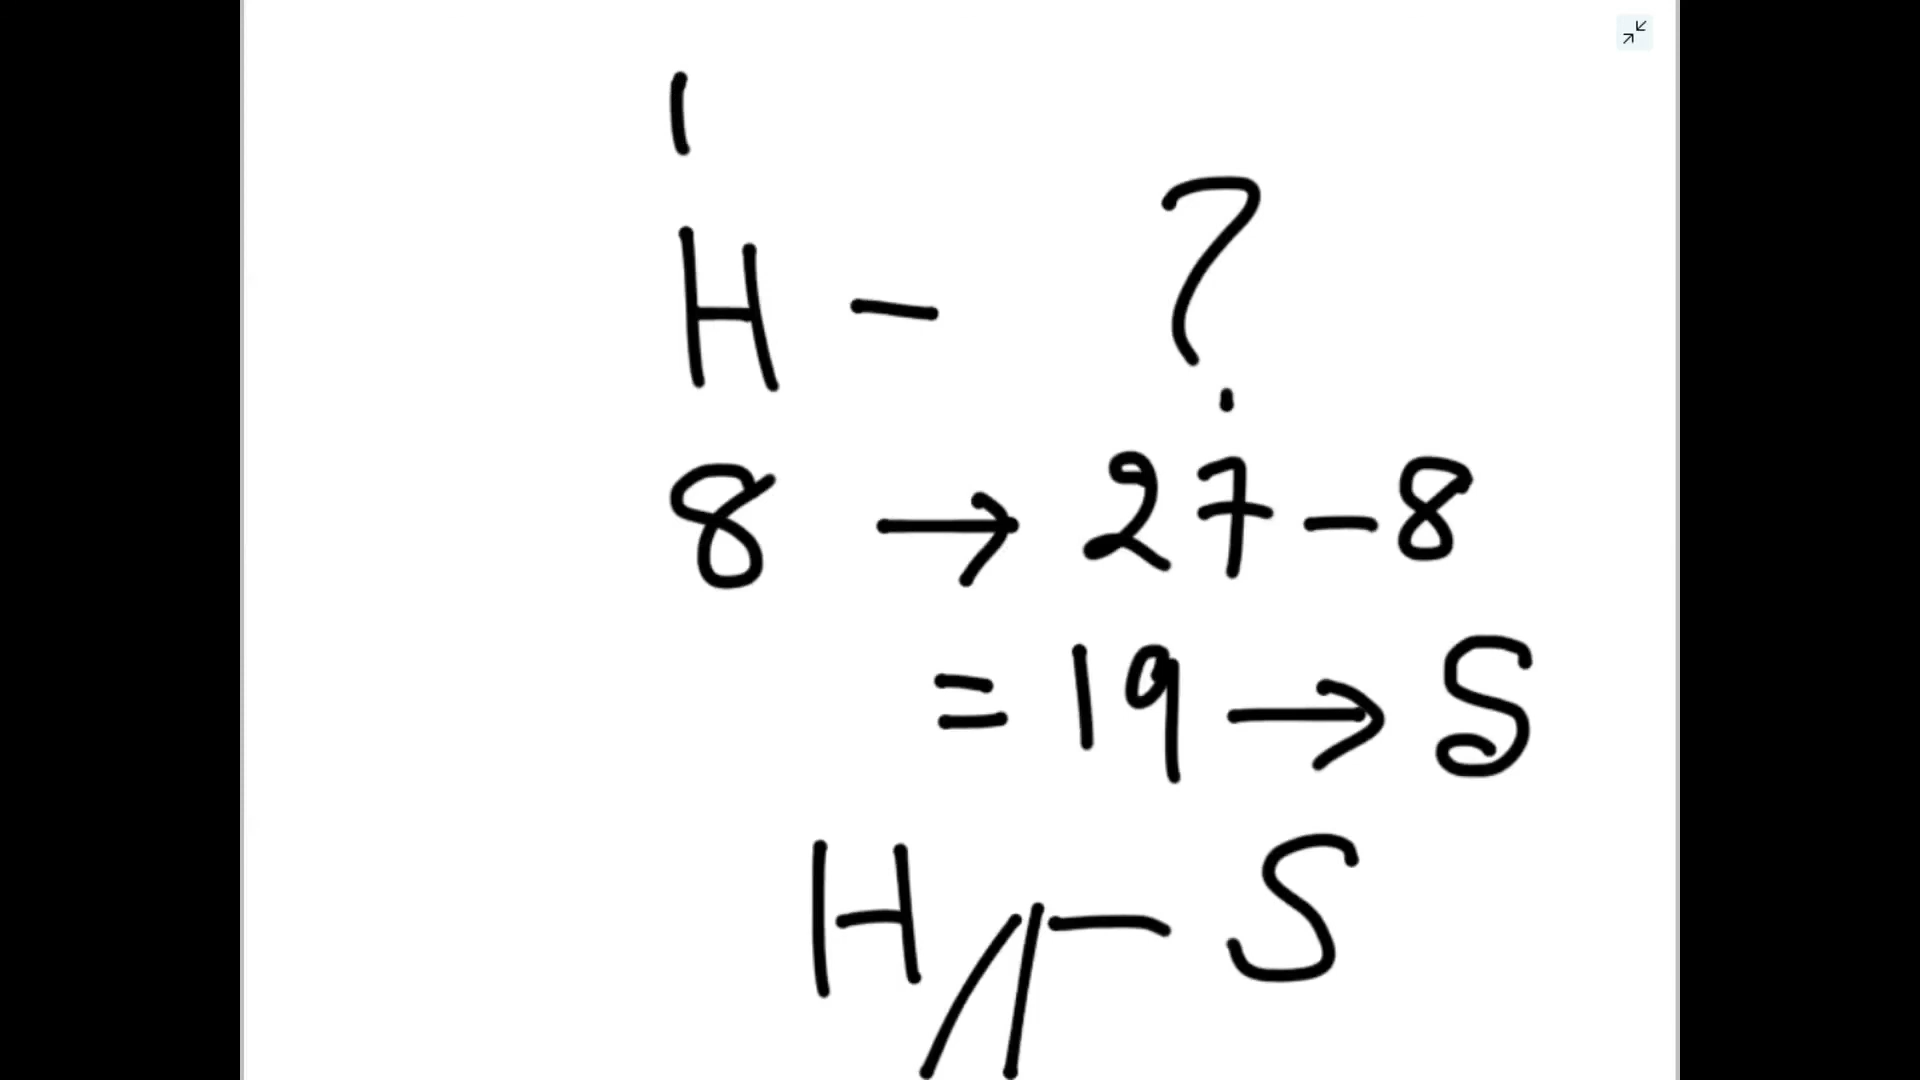 1
H - ?
8 → 27-8
= 19 → S
H // - S